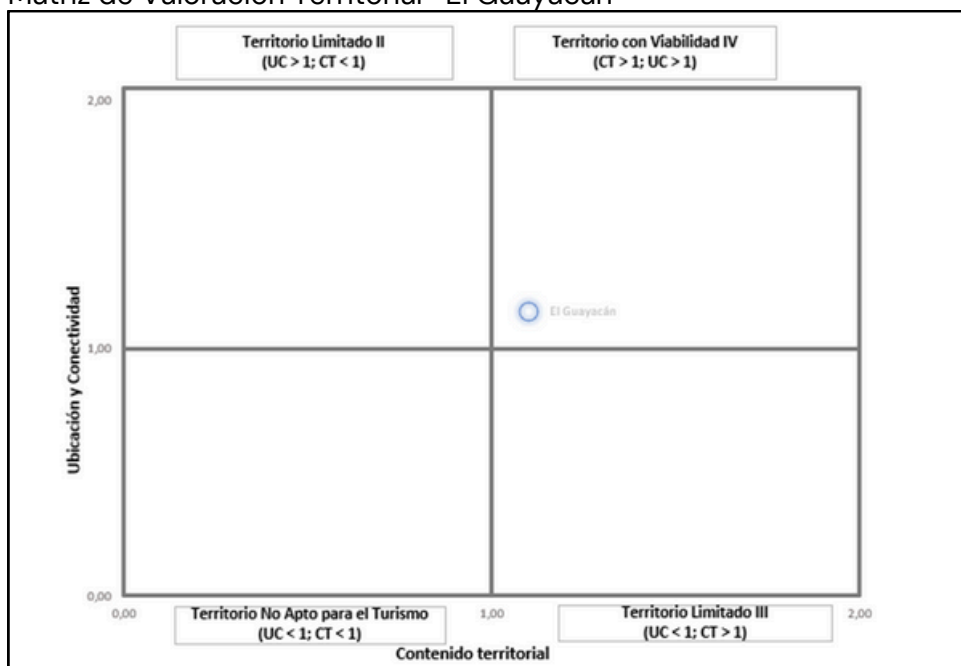 Matriz de Valoración Territorial "El Guayacán"
Territorio Limitado II
(UC > 1; CT < 1)
Territorio con Viabilidad IV
(CT > 1; UC > 1)
2,00
Ubicación y Conectividad
El Guayacán
1,00
0,00
0,00
1,00
2,00
Territorio No Apto para el Turismo
(UC < 1; CT < 1)
Territorio Limitado III
(UC < 1; CT > 1)
Contenido territorial